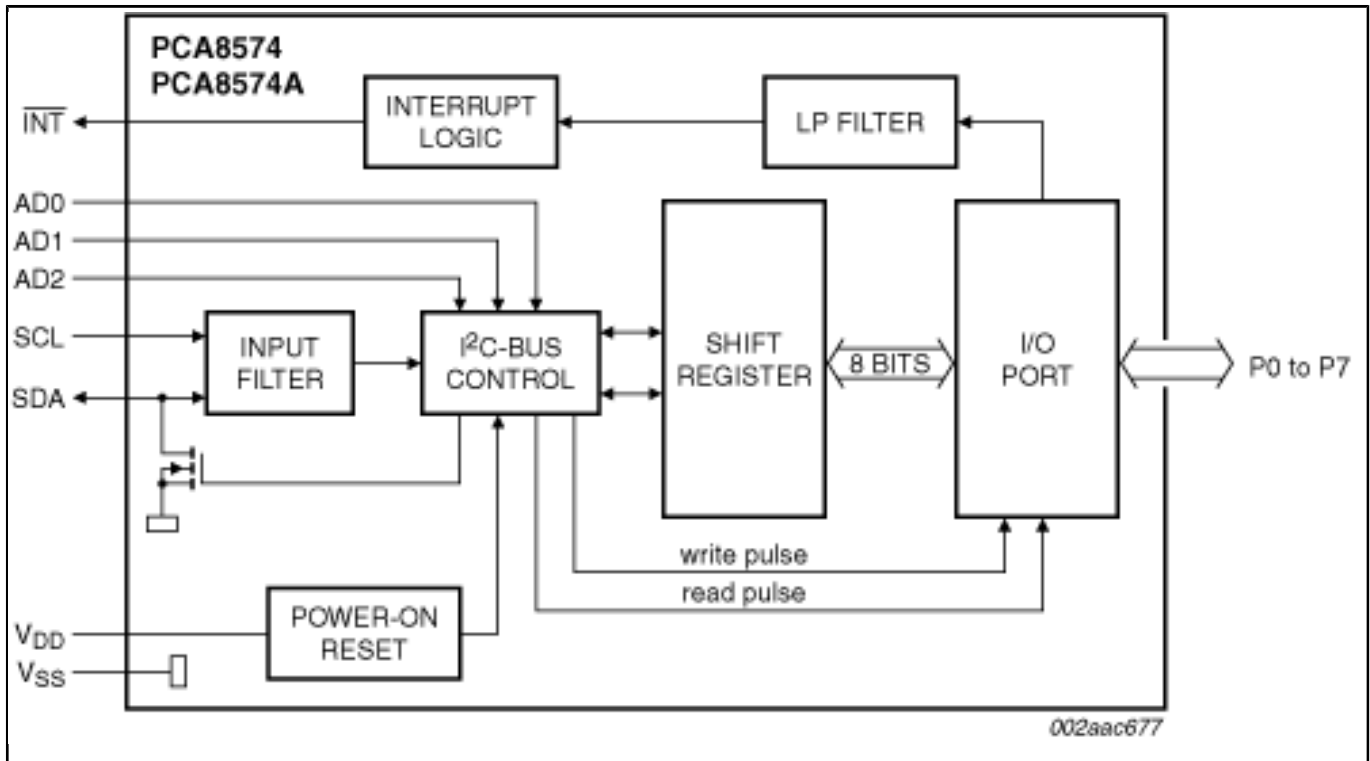 PCA8574
PCA8574A
INTERRUPT
LOGIC
LP FILTER
INT
AD0
AD1
AD2
SCL
SDA
INPUT
FILTER
I²C-BUS
CONTROL
SHIFT
REGISTER
8 BITS
I/O
PORT
P0 to P7
write pulse
read pulse
POWER-ON
RESET
VDD
VSS
002aac677